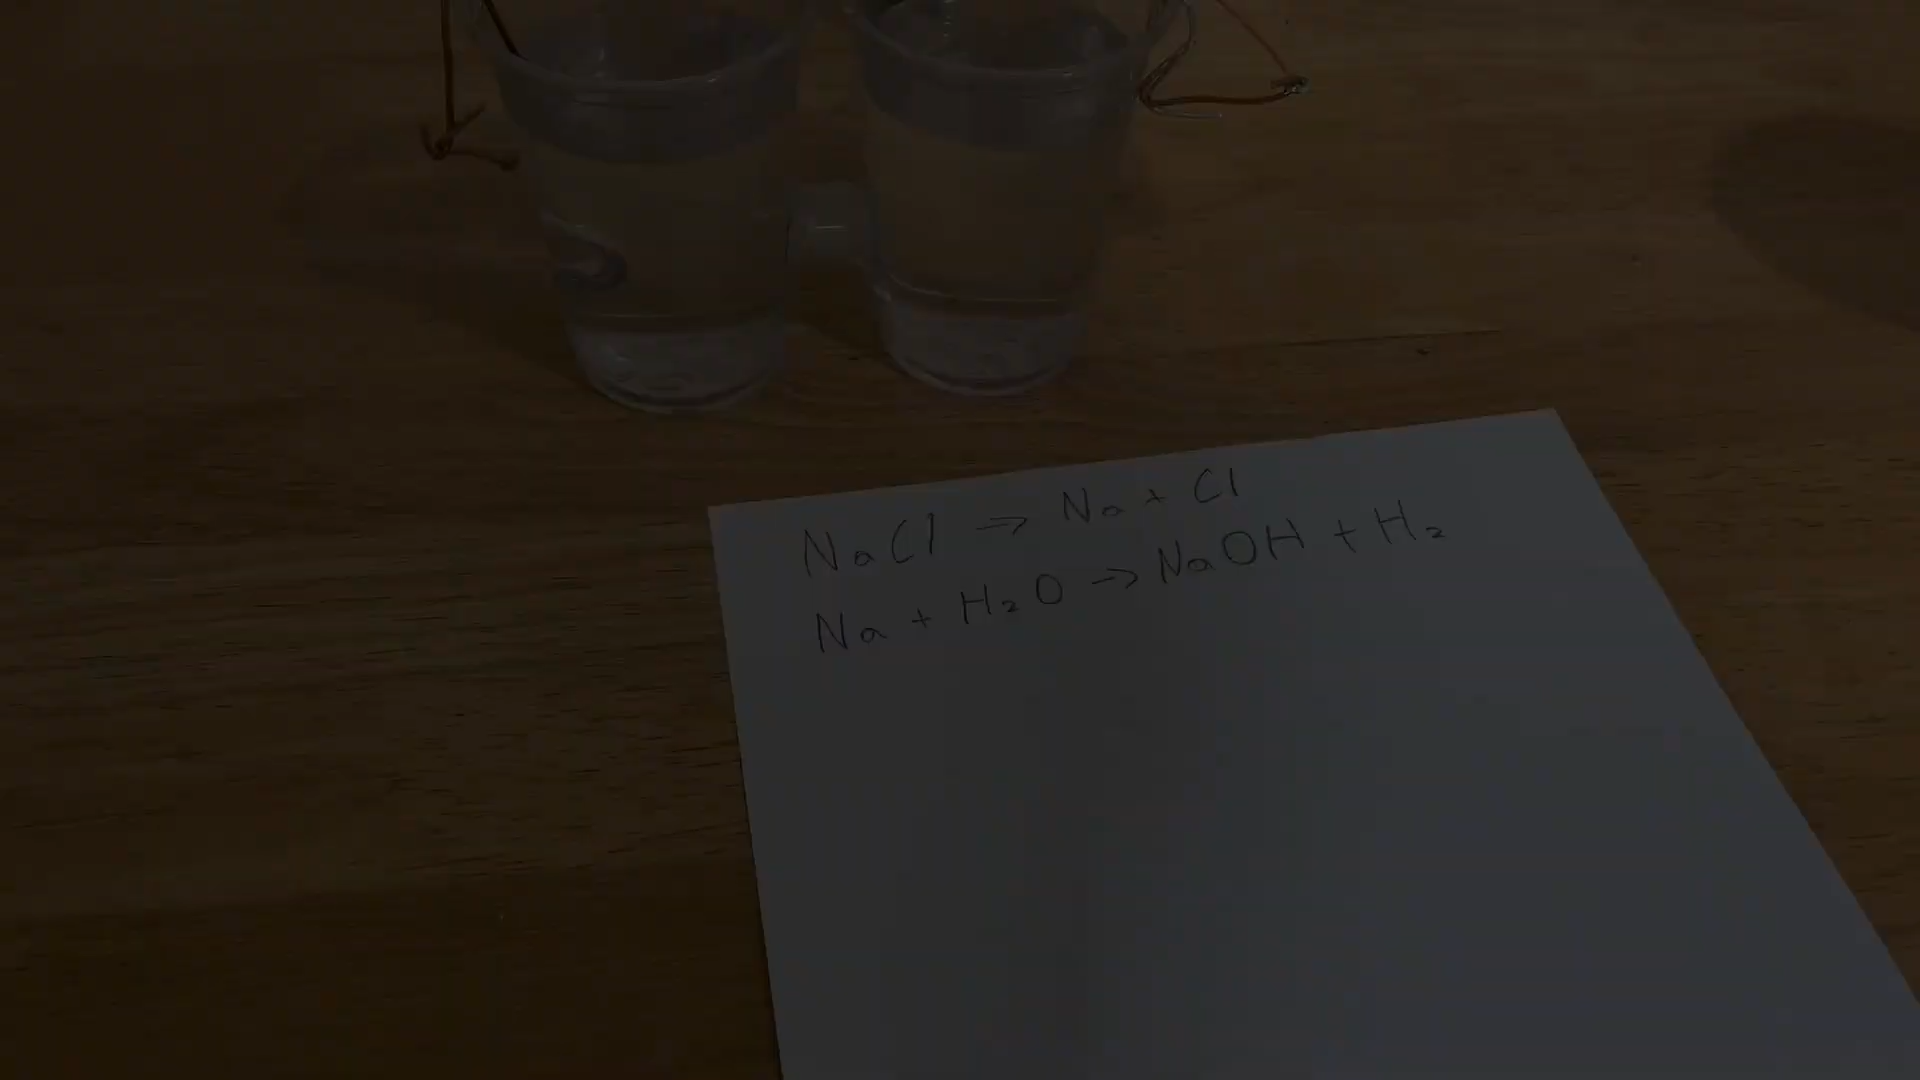 NaCl → Na + Cl
Na + H₂O → NaOH + H₂